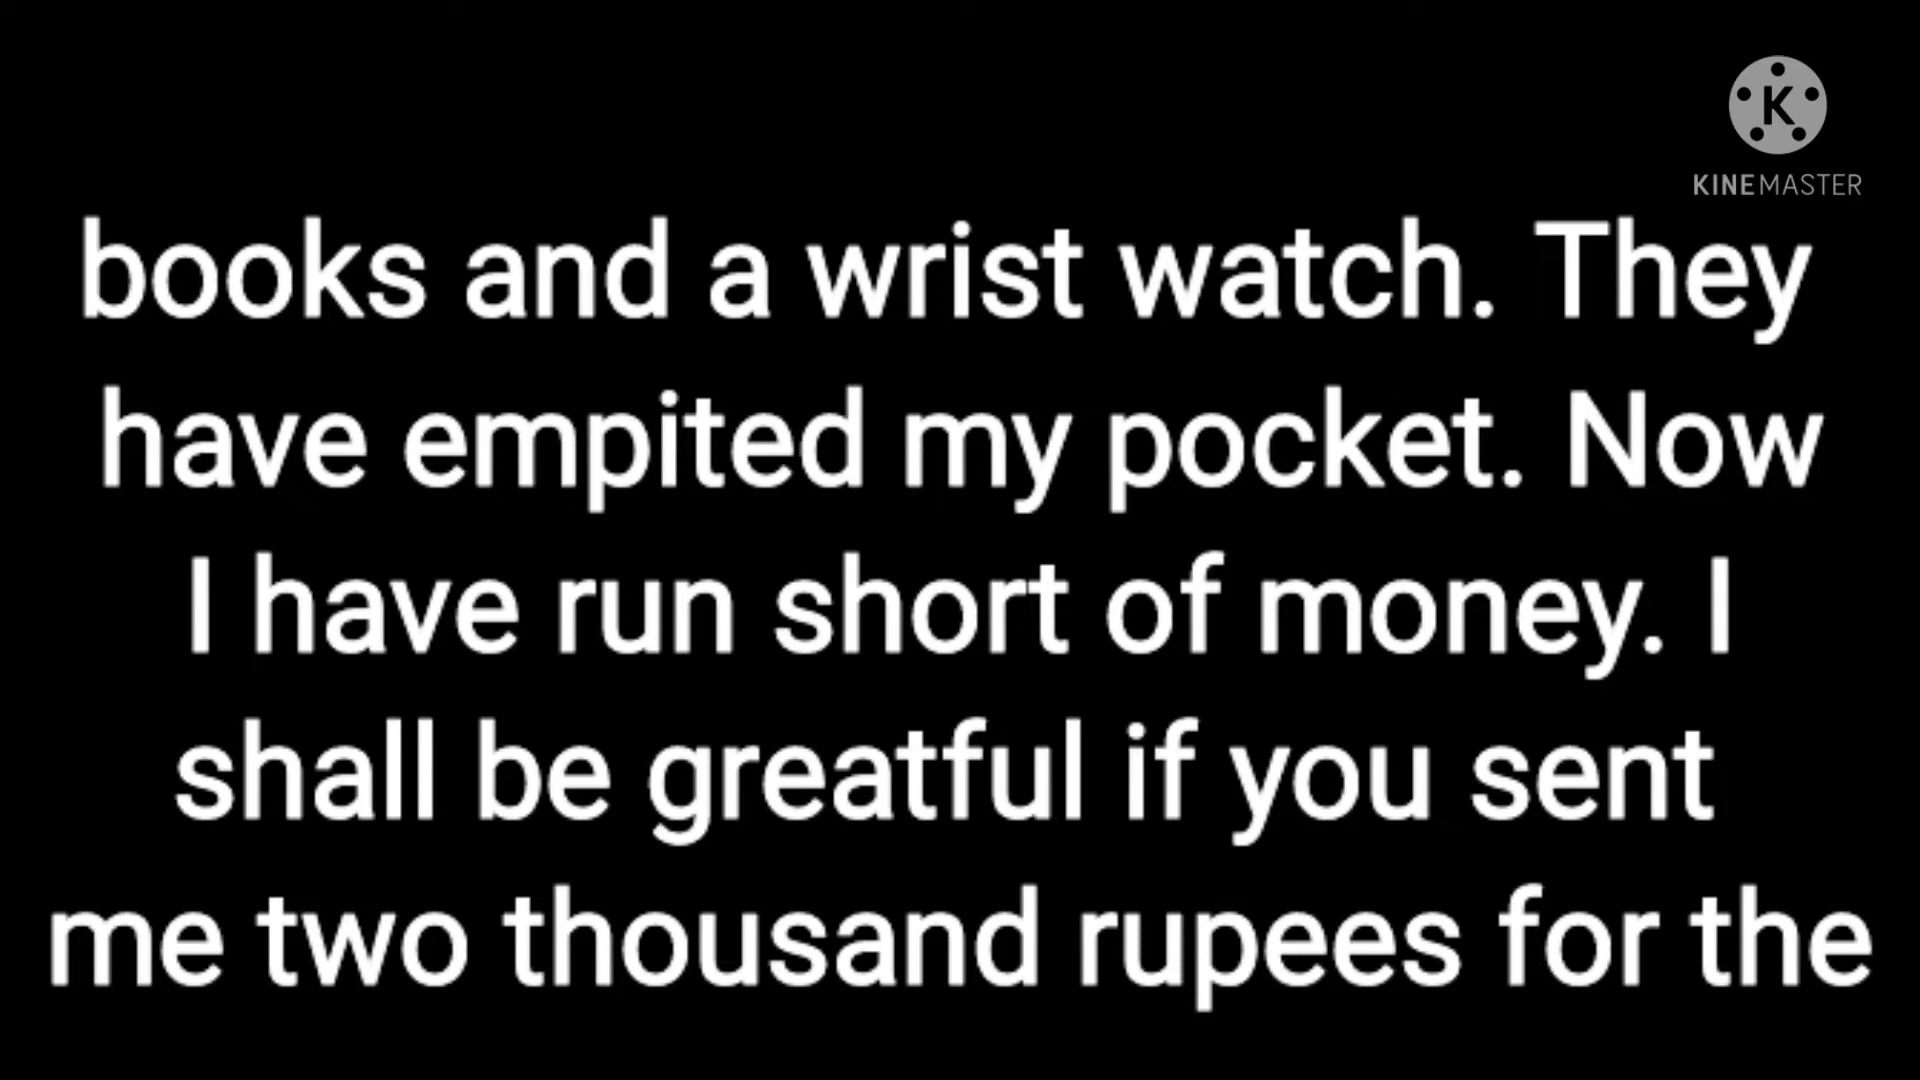 K
KINEMASTER
books and a wrist watch. They
have empited my pocket. Now
I have run short of money. I
shall be greatful if you sent
me two thousand rupees for the